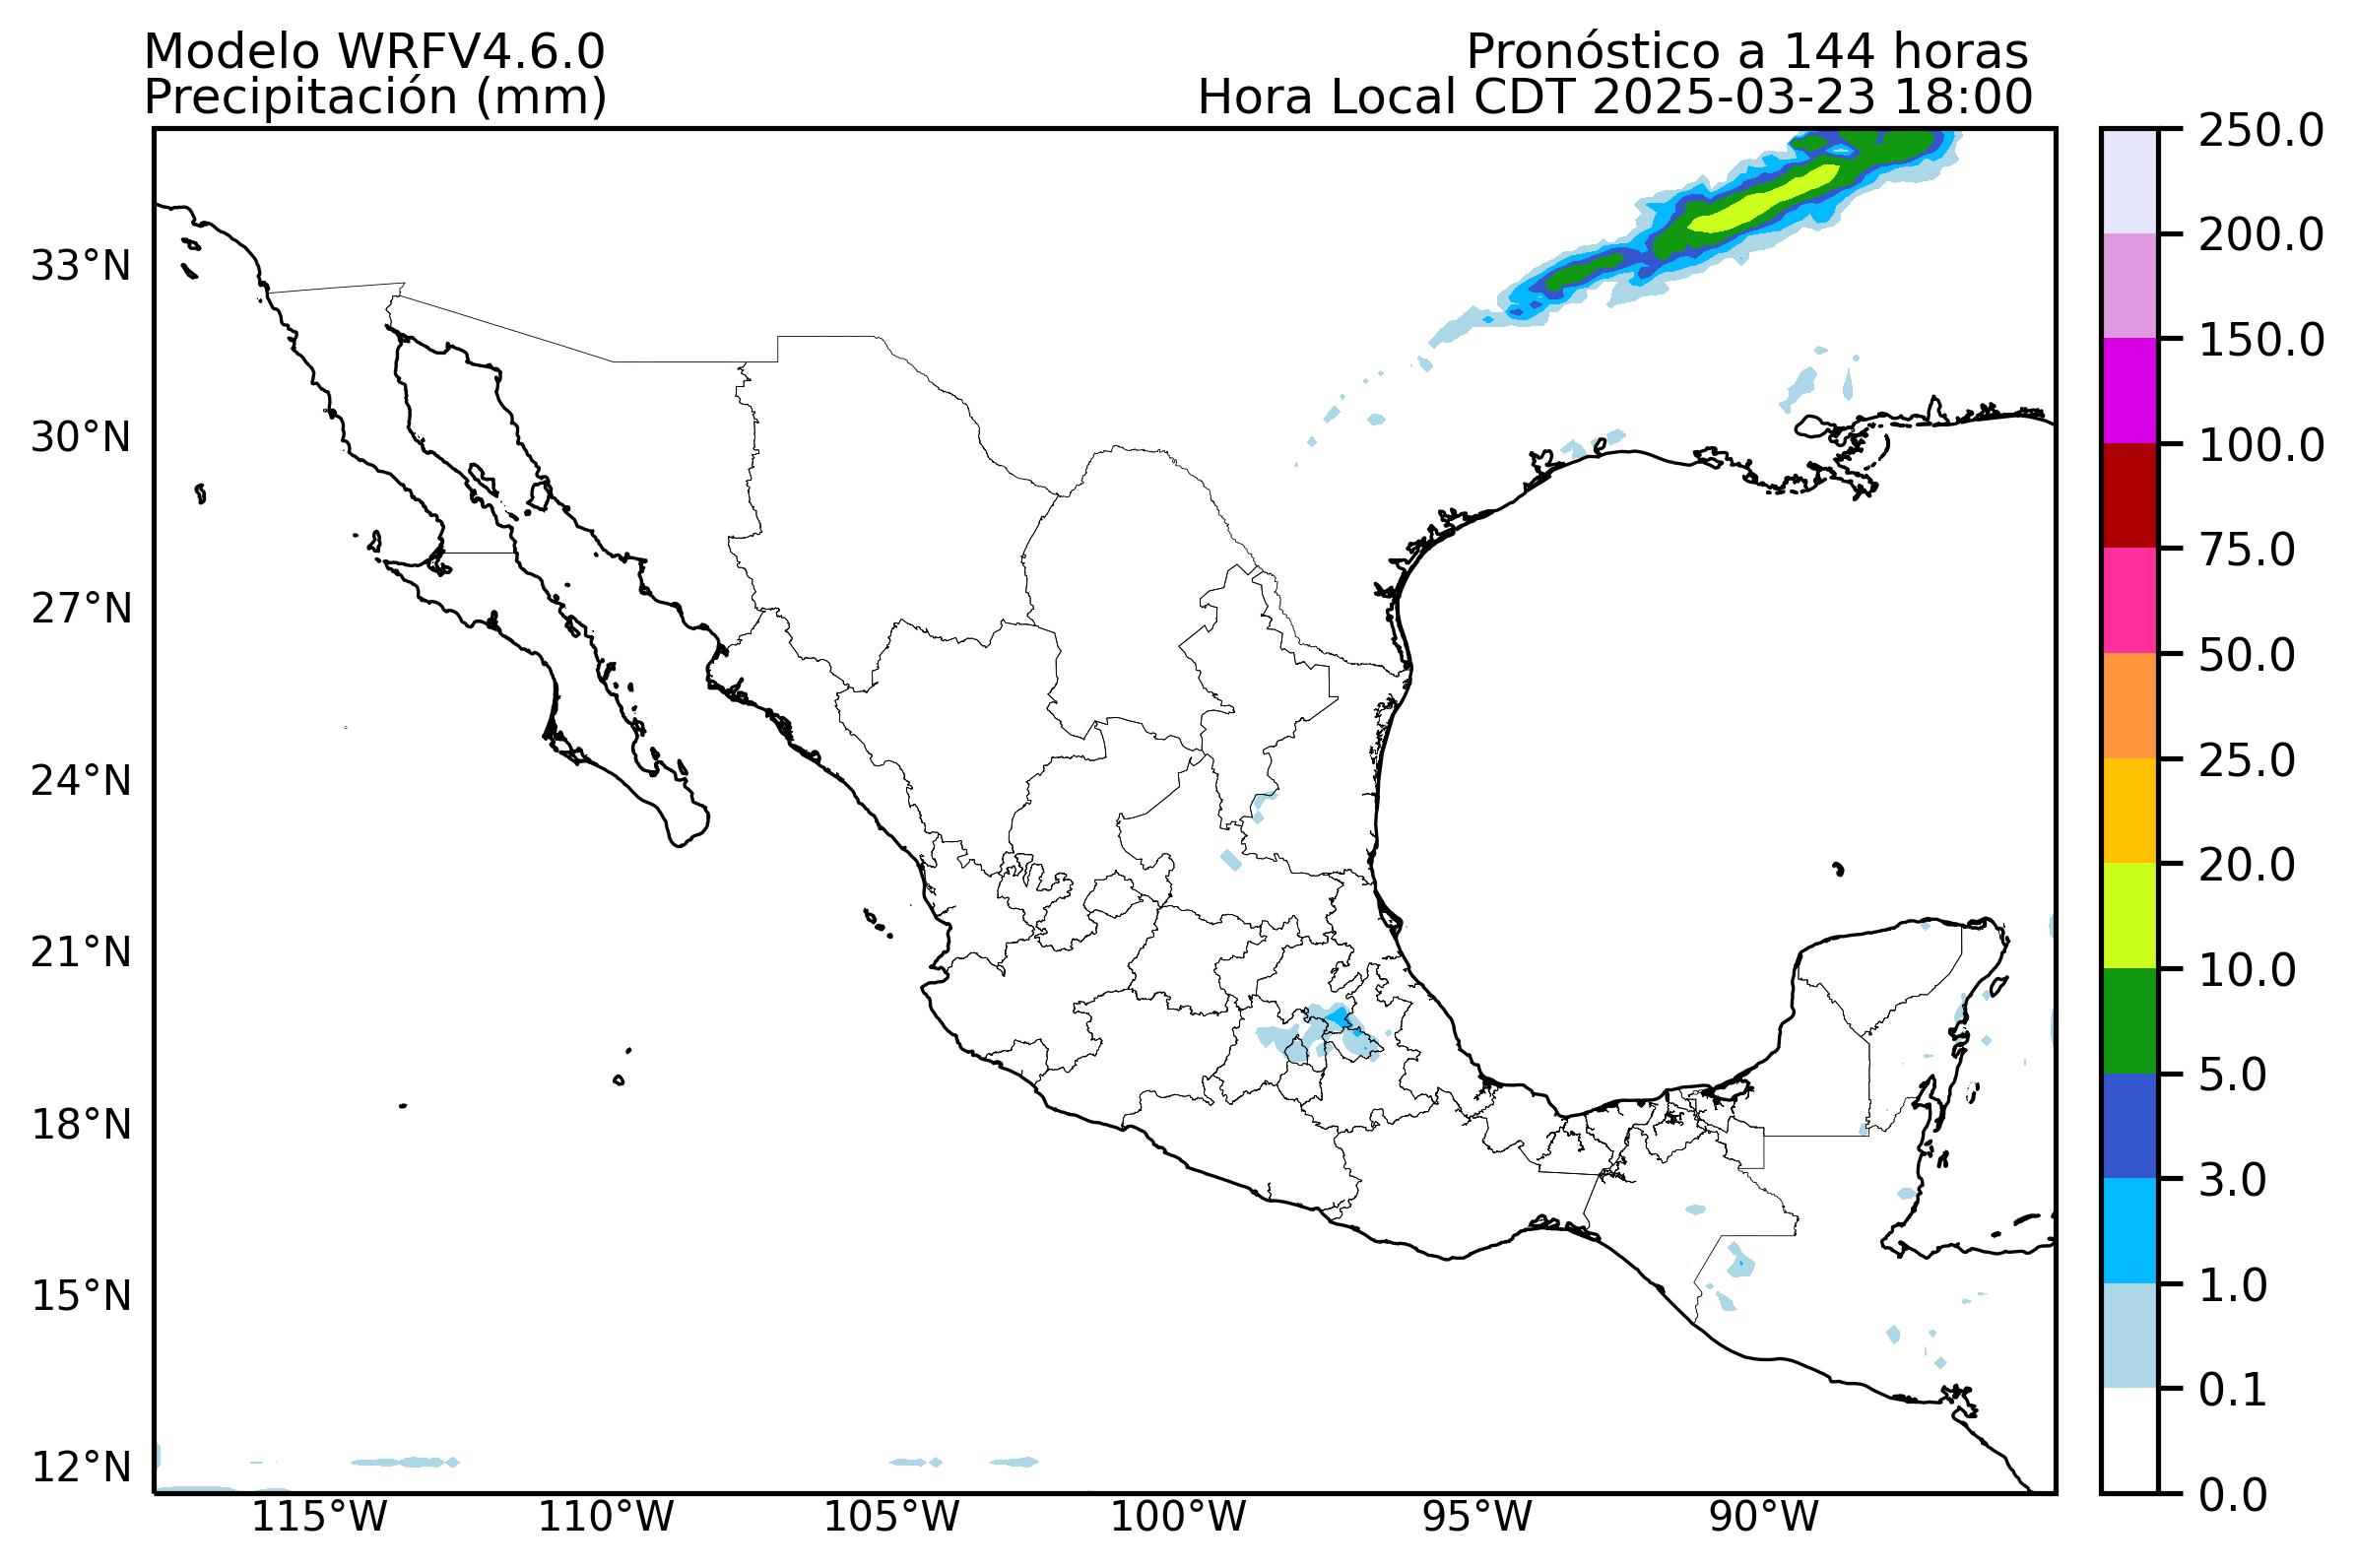 Modelo WRFV4.6.0
Precipitación (mm)
Pronóstico a 144 horas
Hora Local CDT 2025-03-23 18:00
33°N
30°N
27°N
24°N
21°N
18°N
15°N
12°N
115°W
110°W
105°W
100°W
95°W
90°W
250.0
200.0
150.0
100.0
75.0
50.0
25.0
20.0
10.0
5.0
3.0
1.0
0.1
0.0